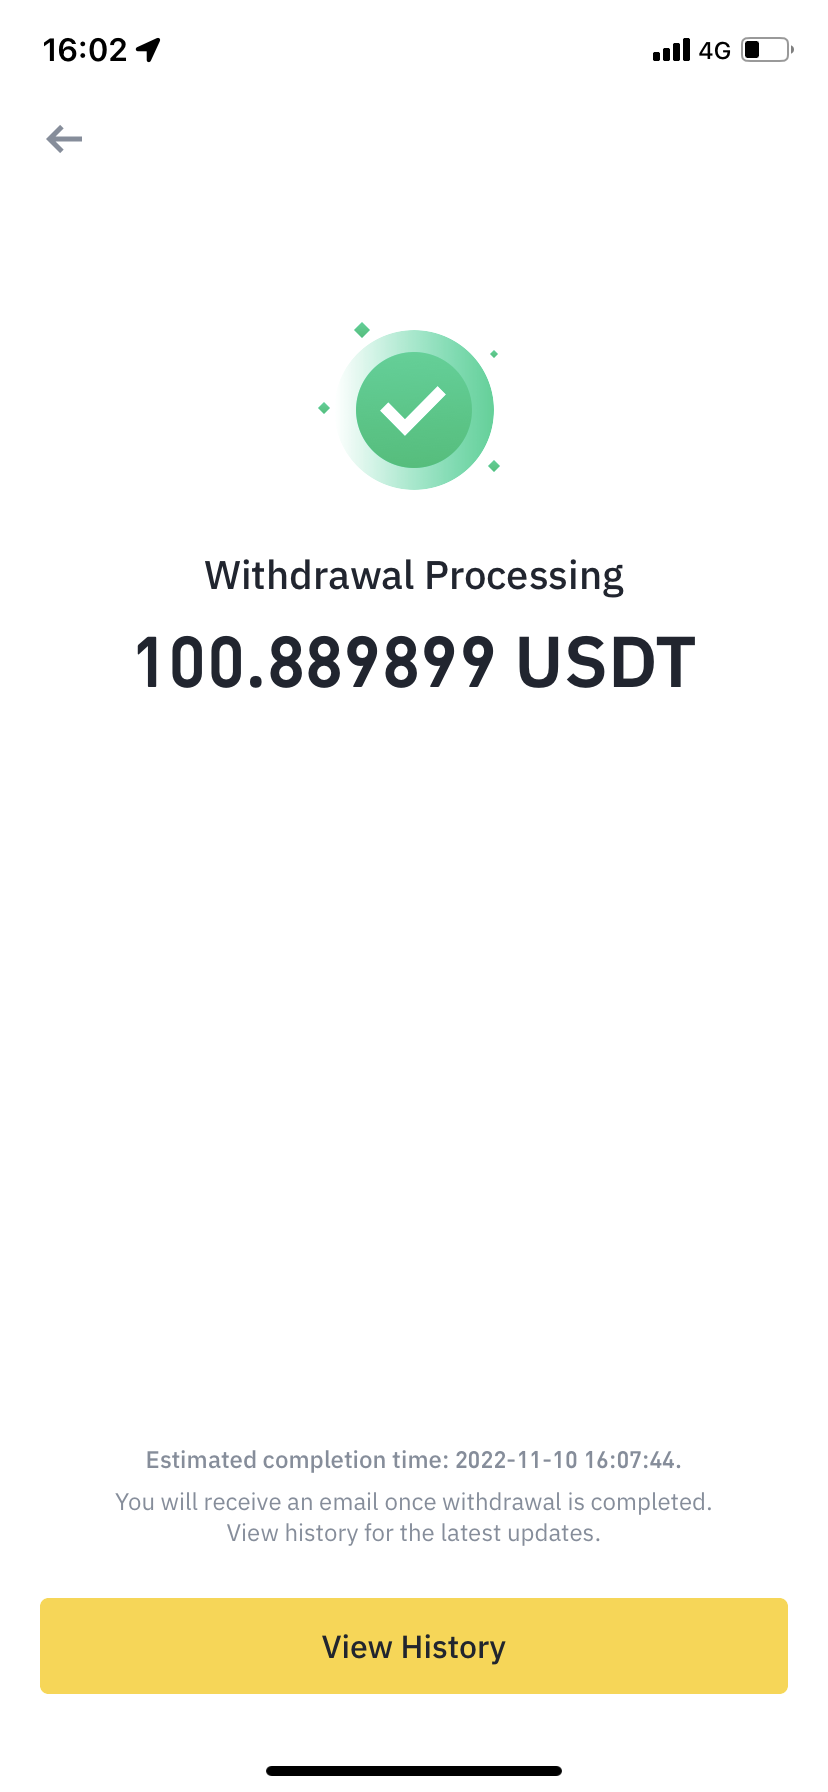 16:02
4G
Withdrawal Processing
100.889899 USDT
Estimated completion time: 2022-11-10 16:07:44.
You will receive an email once withdrawal is completed.
View history for the latest updates.
View History